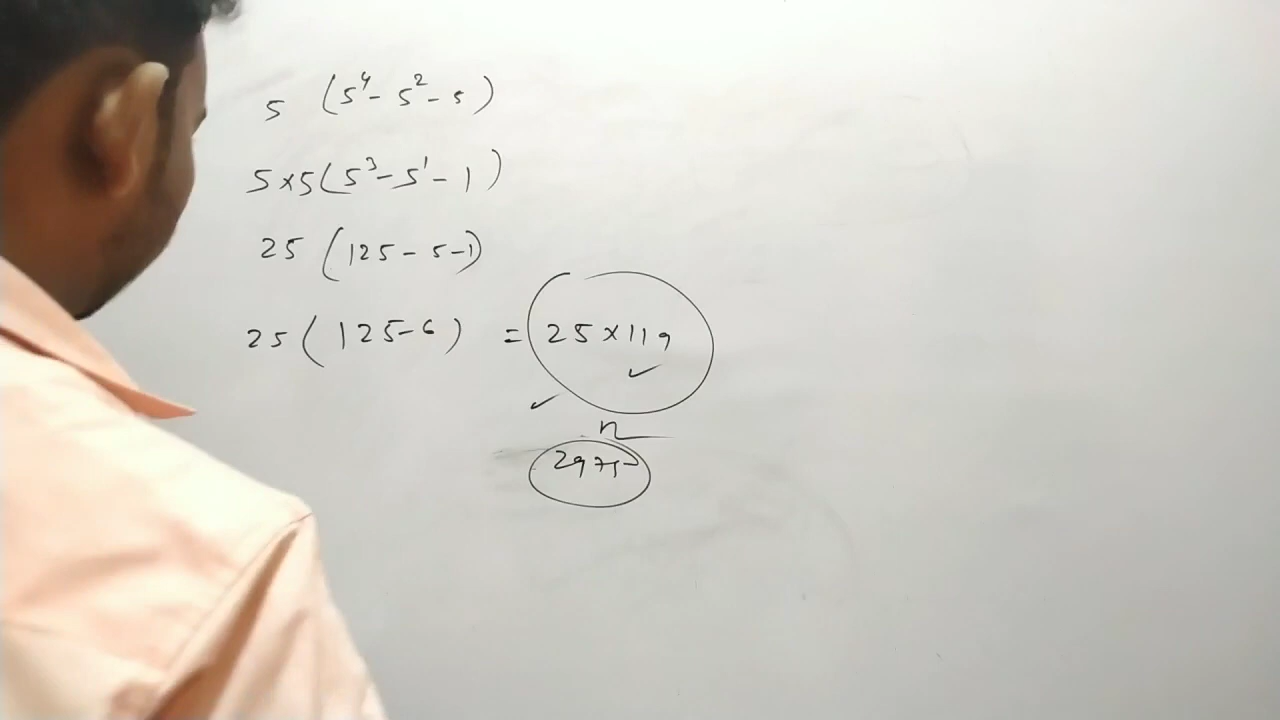 5 (5⁴ - 5² - 5)
5×5(5³ - 5¹ - 1)
25 (125 - 5 - 1)
25 (125 - 6) = 25×119
2975